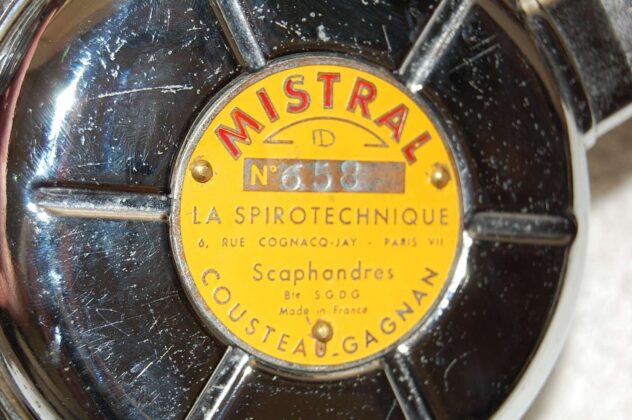 MISTRAL
D
N° 658
LA SPIROTECHNIQUE
6, RUE COGNACQ-JAY - PARIS VII
Scaphandres
Bte S.G.D.G
Made in France
COUSTEAU-GAGNAN